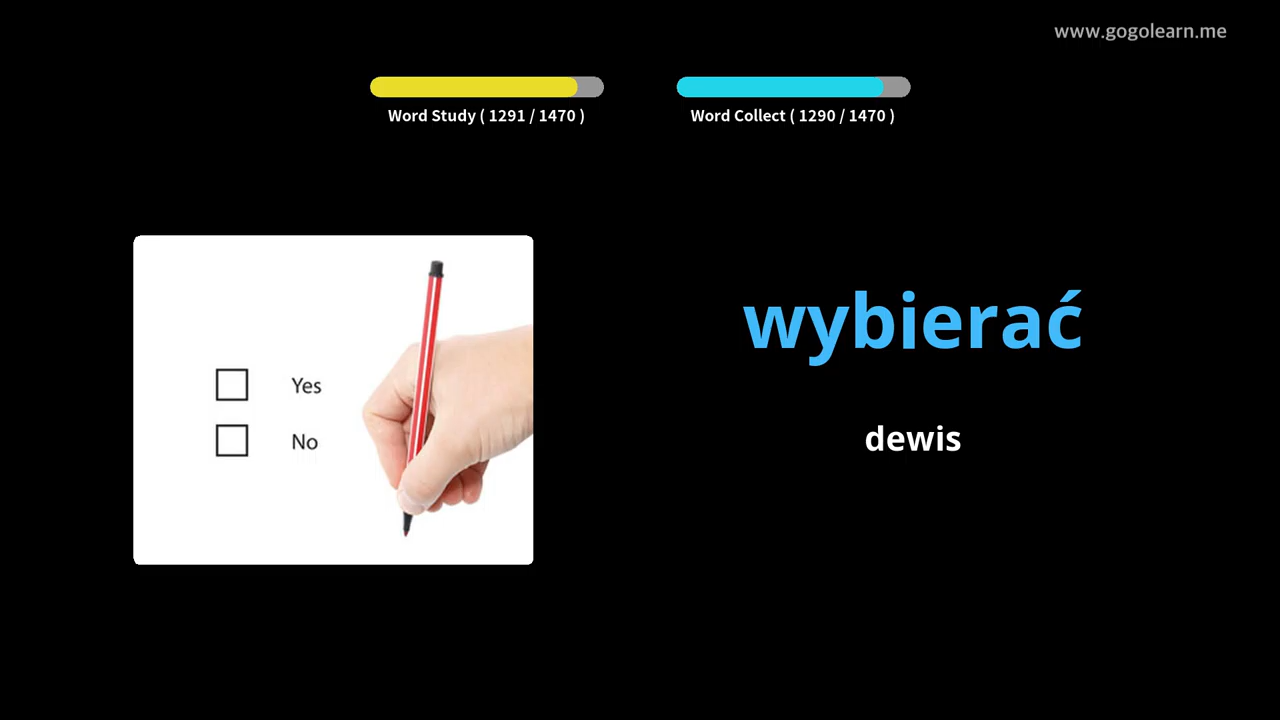 www.gogolearn.me
Word Study ( 1291 / 1470 )
Word Collect ( 1290 / 1470 )
Yes
No
wybierać
dewis